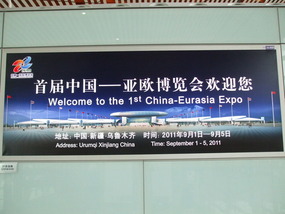 首届中国——亚欧博览会欢迎您
Welcome to the 1st China-Eurasia Expo
地址: 中国·新疆 乌鲁木齐 时间: 2011年9月1日—9月5日
Address: Urumqi Xinjiang China Time: September 1 - 5, 2011